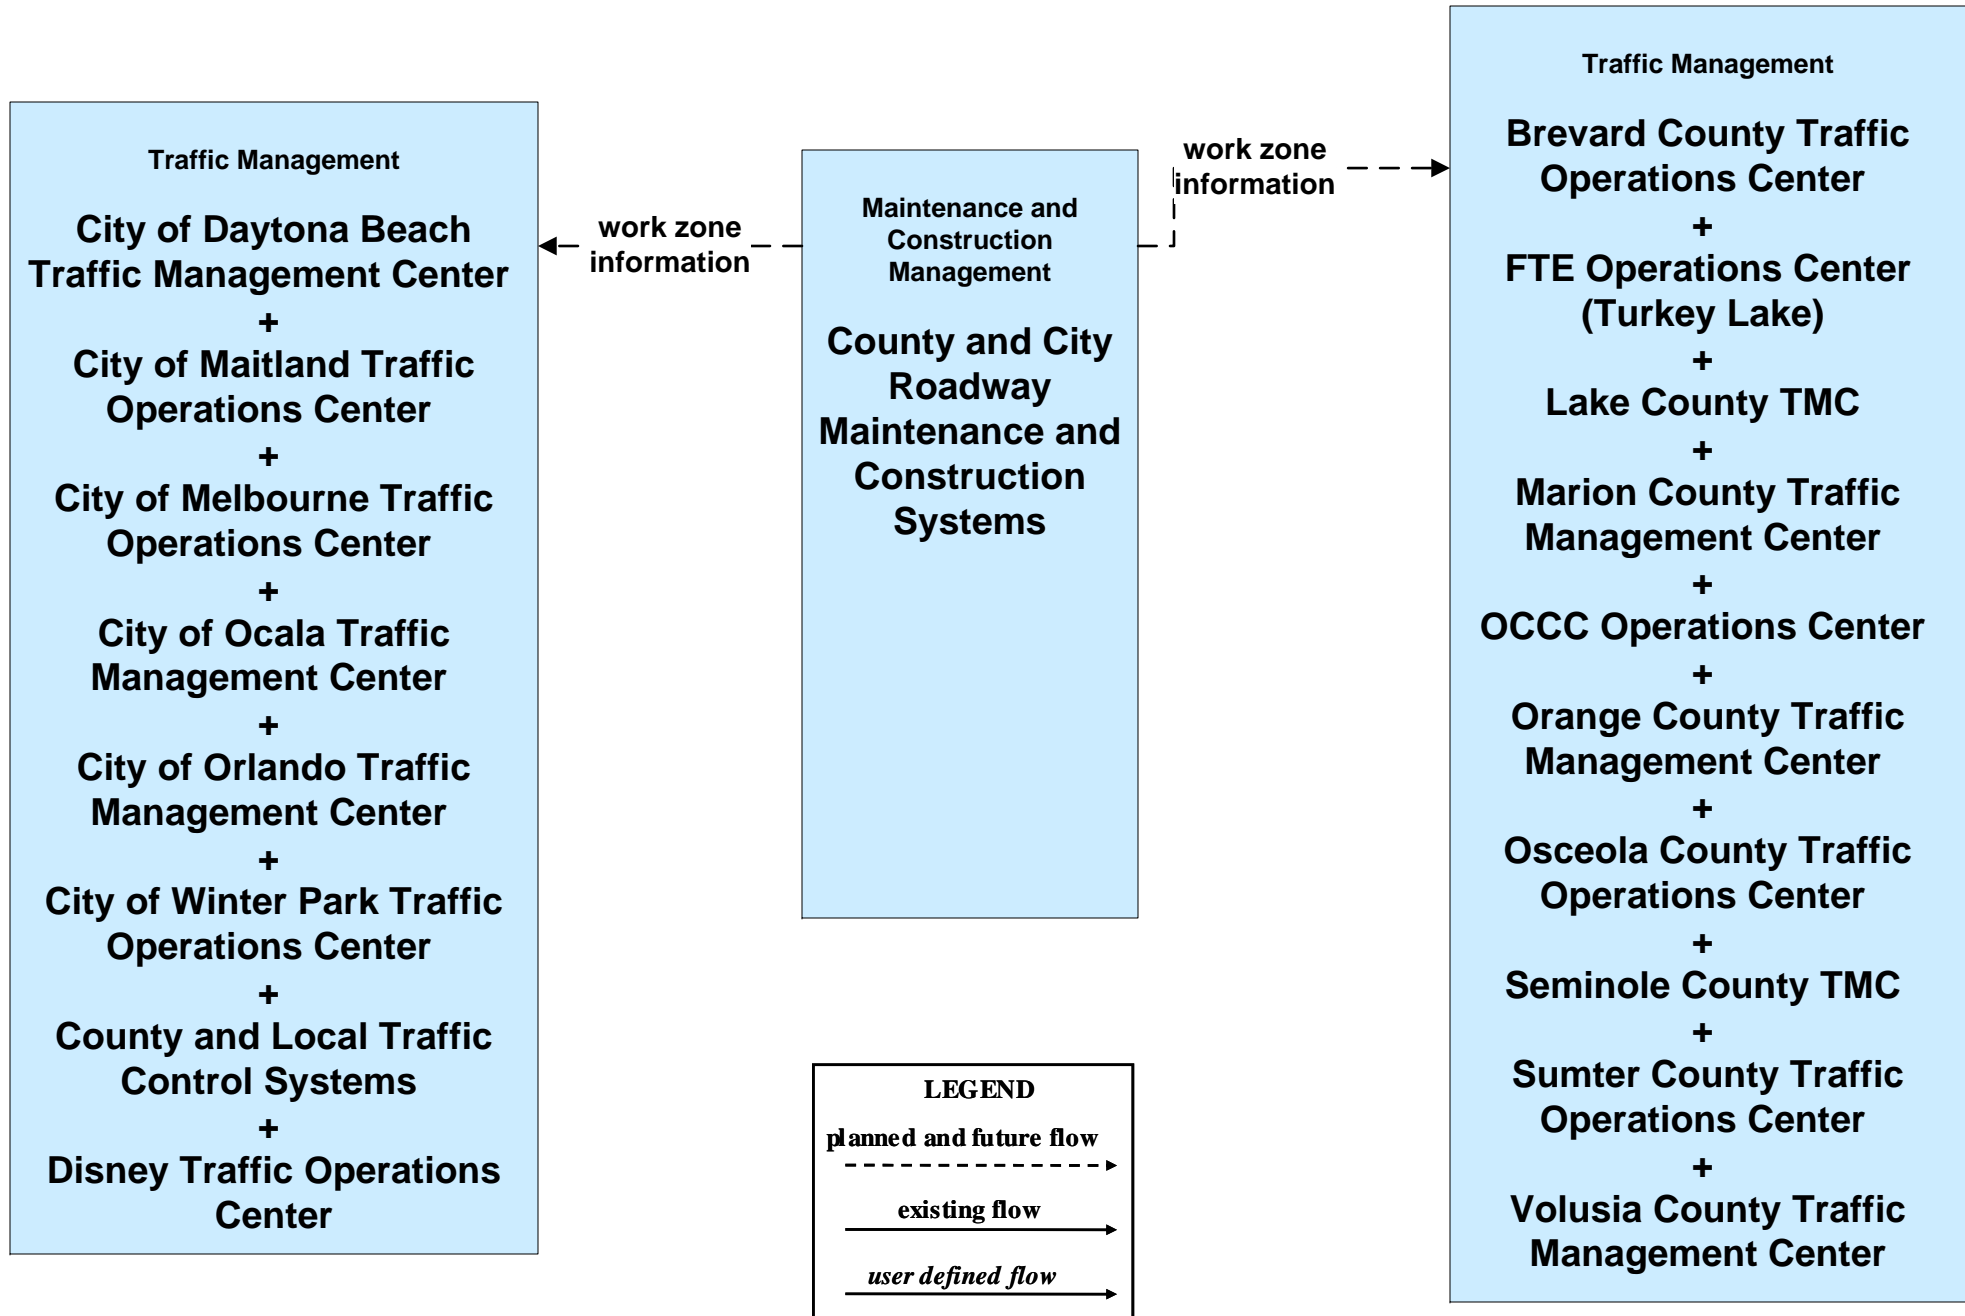 Traffic Management
City of Daytona Beach
Traffic Management Center
+
City of Maitland Traffic
Operations Center
+
City of Melbourne Traffic
Operations Center
+
City of Ocala Traffic
Management Center
+
City of Orlando Traffic
Management Center
+
City of Winter Park Traffic
Operations Center
+
County and Local Traffic
Control Systems
+
Disney Traffic Operations
Center
work zone
information
Maintenance and
Construction
Management
County and City
Roadway
Maintenance and
Construction
Systems
work zone
information
Traffic Management
Brevard County Traffic
Operations Center
+
FTE Operations Center
(Turkey Lake)
+
Lake County TMC
+
Marion County Traffic
Management Center
+
OCCC Operations Center
+
Orange County Traffic
Management Center
+
Osceola County Traffic
Operations Center
+
Seminole County TMC
+
Sumter County Traffic
Operations Center
+
Volusia County Traffic
Management Center
LEGEND
planned and future flow
existing flow
user defined flow